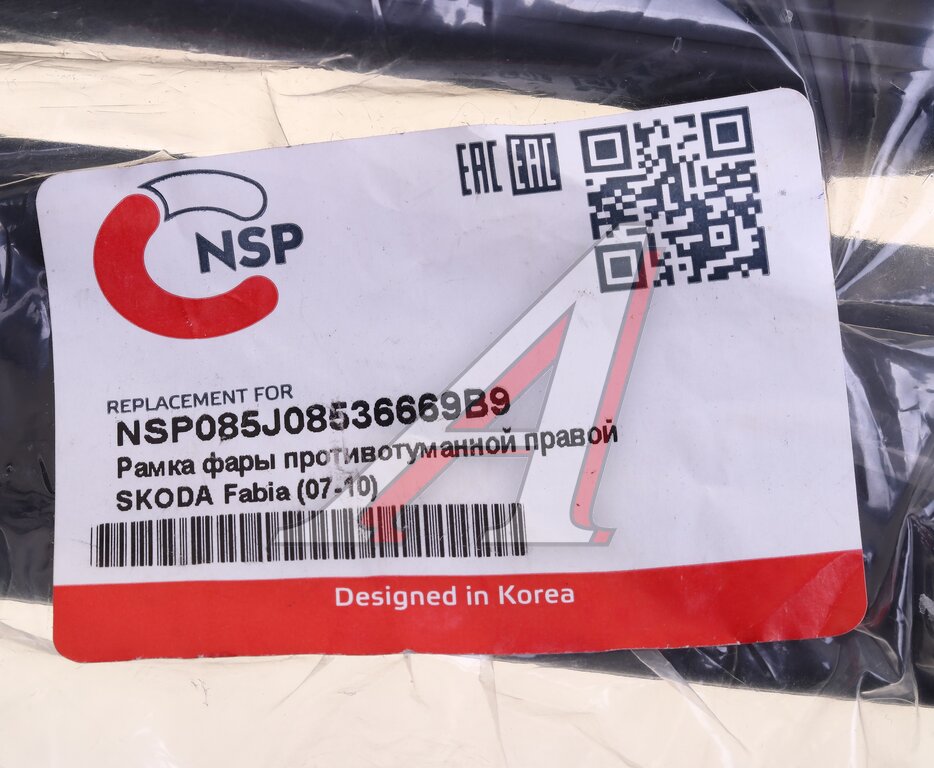 NSP
EAC EAC
REPLACEMENT FOR
NSP085J08536669B9
Рамка фары противотуманной правой
SKODA Fabia (07-10)
Designed in Korea